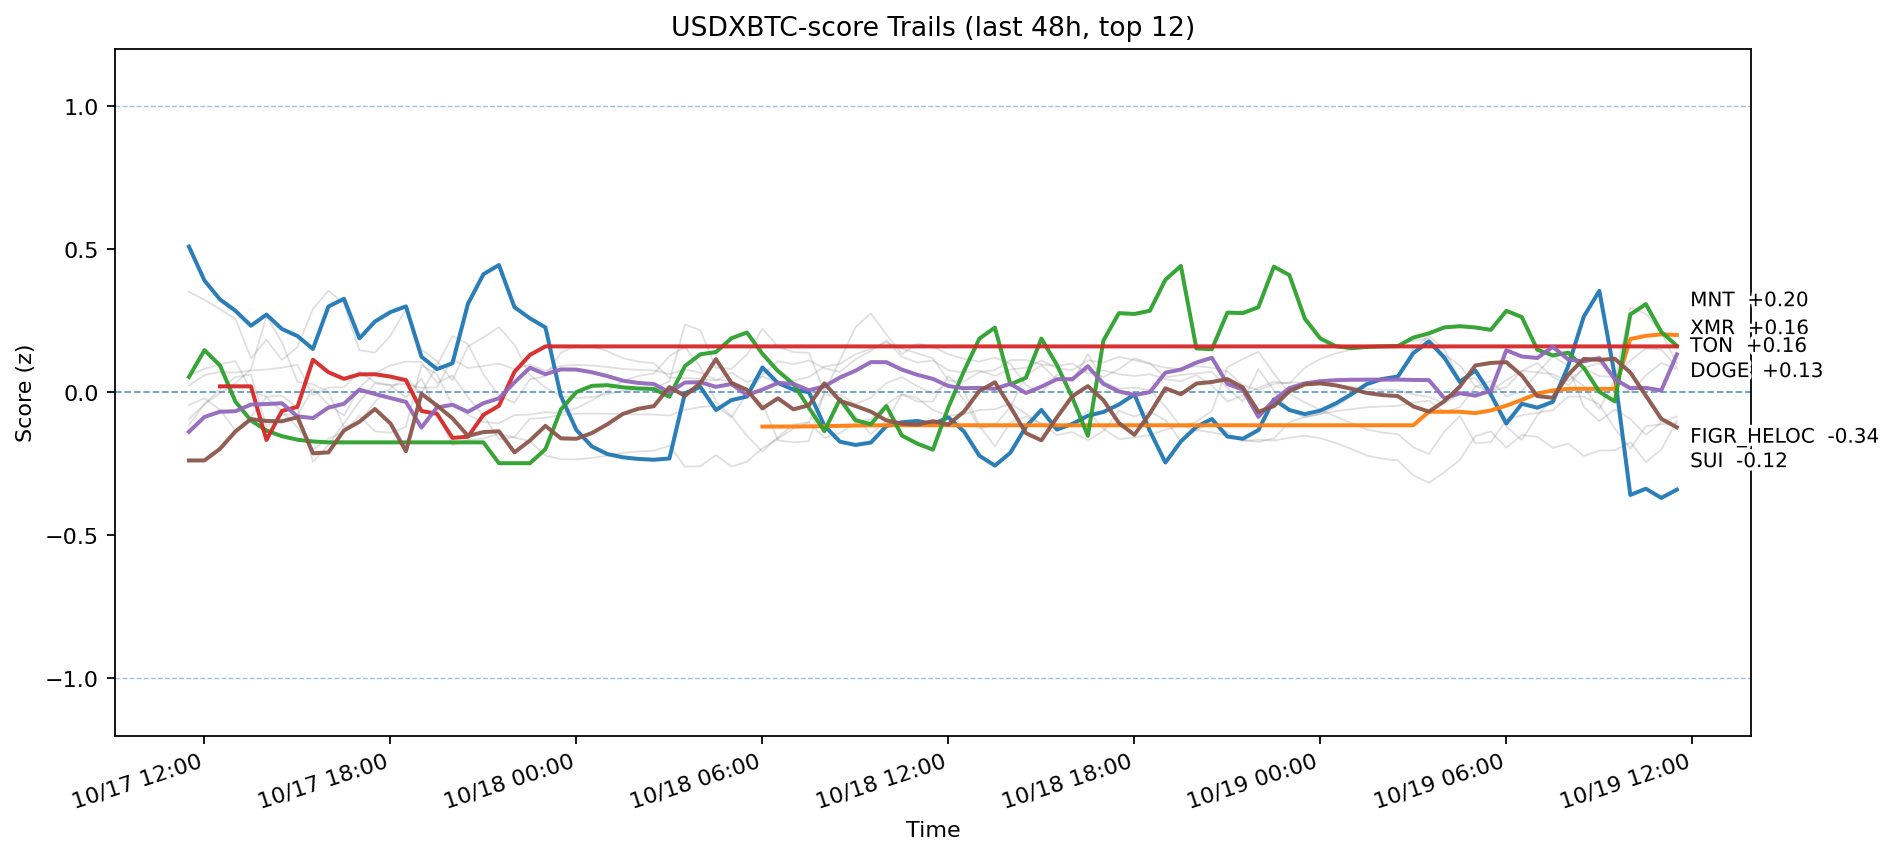 USDXBTC-score Trails (last 48h, top 12)
Score (z)
1.0
0.5
0.0
−0.5
−1.0
MNT +0.20
XMR +0.16
TON +0.16
DOGE +0.13
FIGR_HELOC -0.34
SUI -0.12
10/17 12:00
10/17 18:00
10/18 00:00
10/18 06:00
10/18 12:00
10/18 18:00
10/19 00:00
10/19 06:00
10/19 12:00
Time